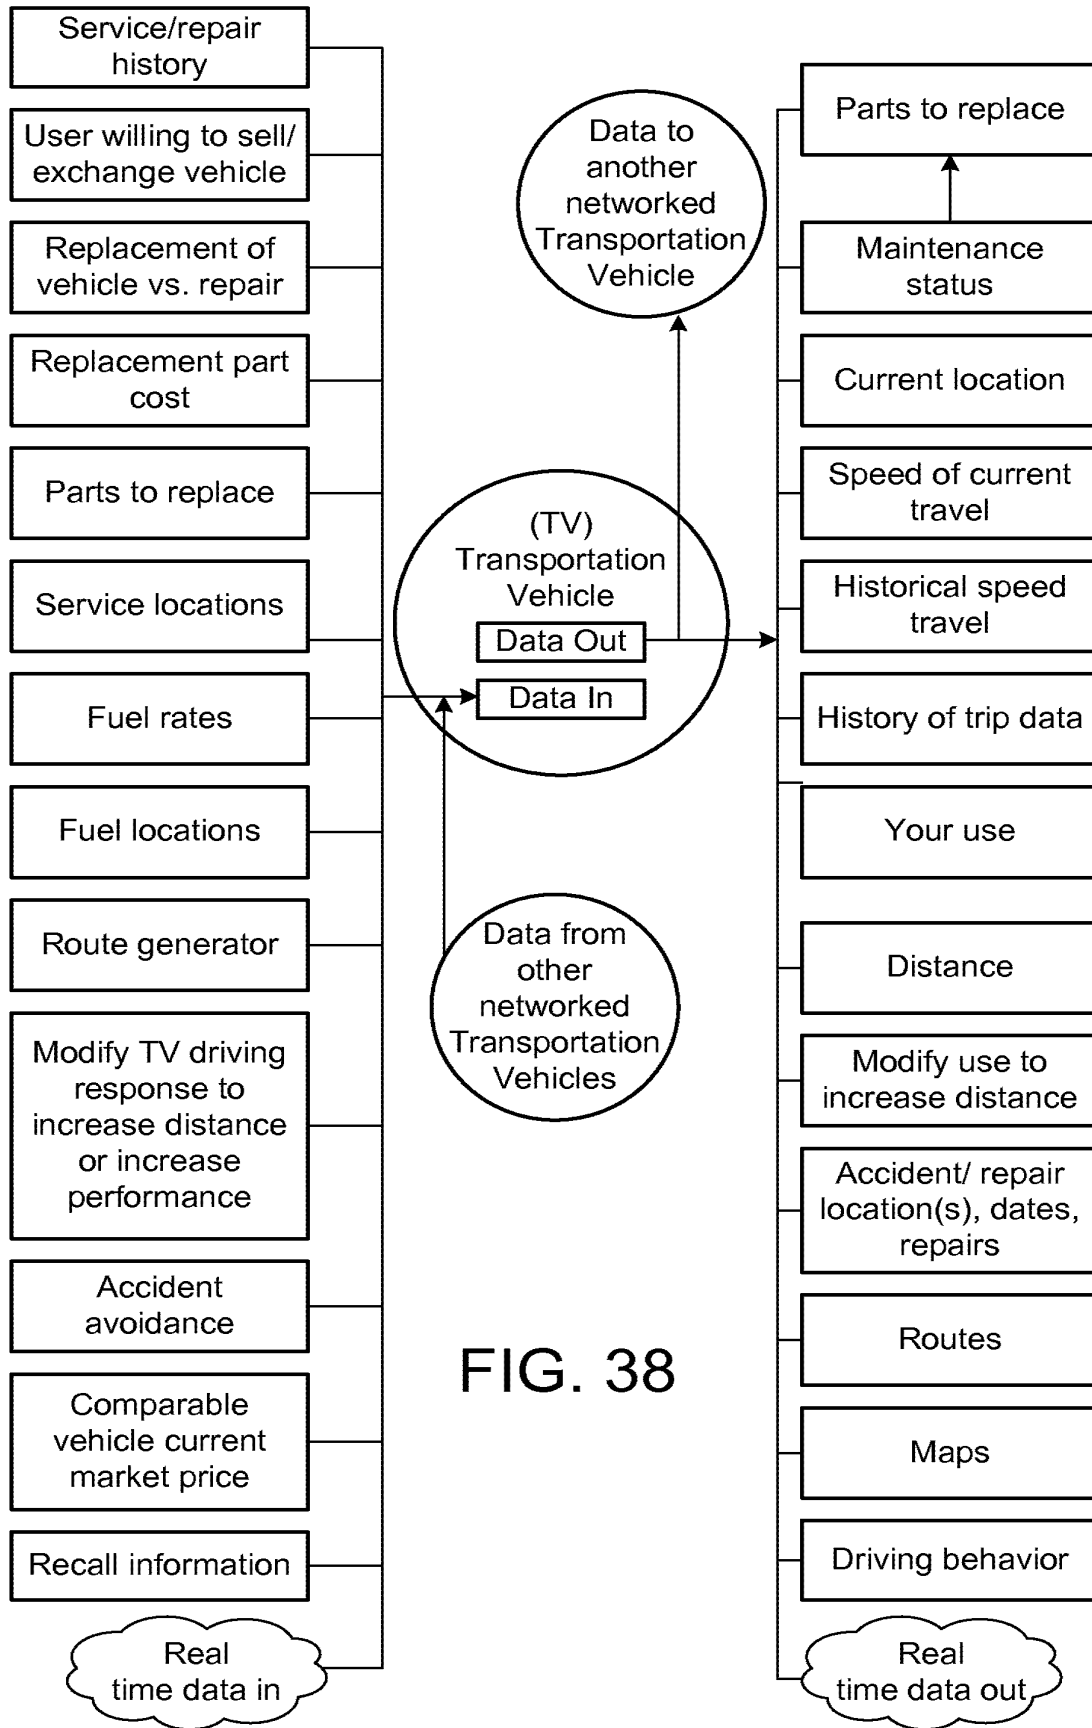 Service/repair
history
User willing to sell/
exchange vehicle
Replacement of
vehicle vs. repair
Replacement part
cost
Parts to replace
Service locations
Fuel rates
Fuel locations
Route generator
Modify TV driving
response to
increase distance
or increase
performance
Accident
avoidance
Comparable
vehicle current
market price
Recall information
Real
time data in
Data to
another
networked
Transportation
Vehicle
(TV)
Transportation
Vehicle
Data Out
Data In
Data from
other
networked
Transportation
Vehicles
FIG. 38
Parts to replace
Maintenance
status
Current location
Speed of current
travel
Historical speed
travel
History of trip data
Your use
Distance
Modify use to
increase distance
Accident/ repair
location(s), dates,
repairs
Routes
Maps
Driving behavior
Real
time data out